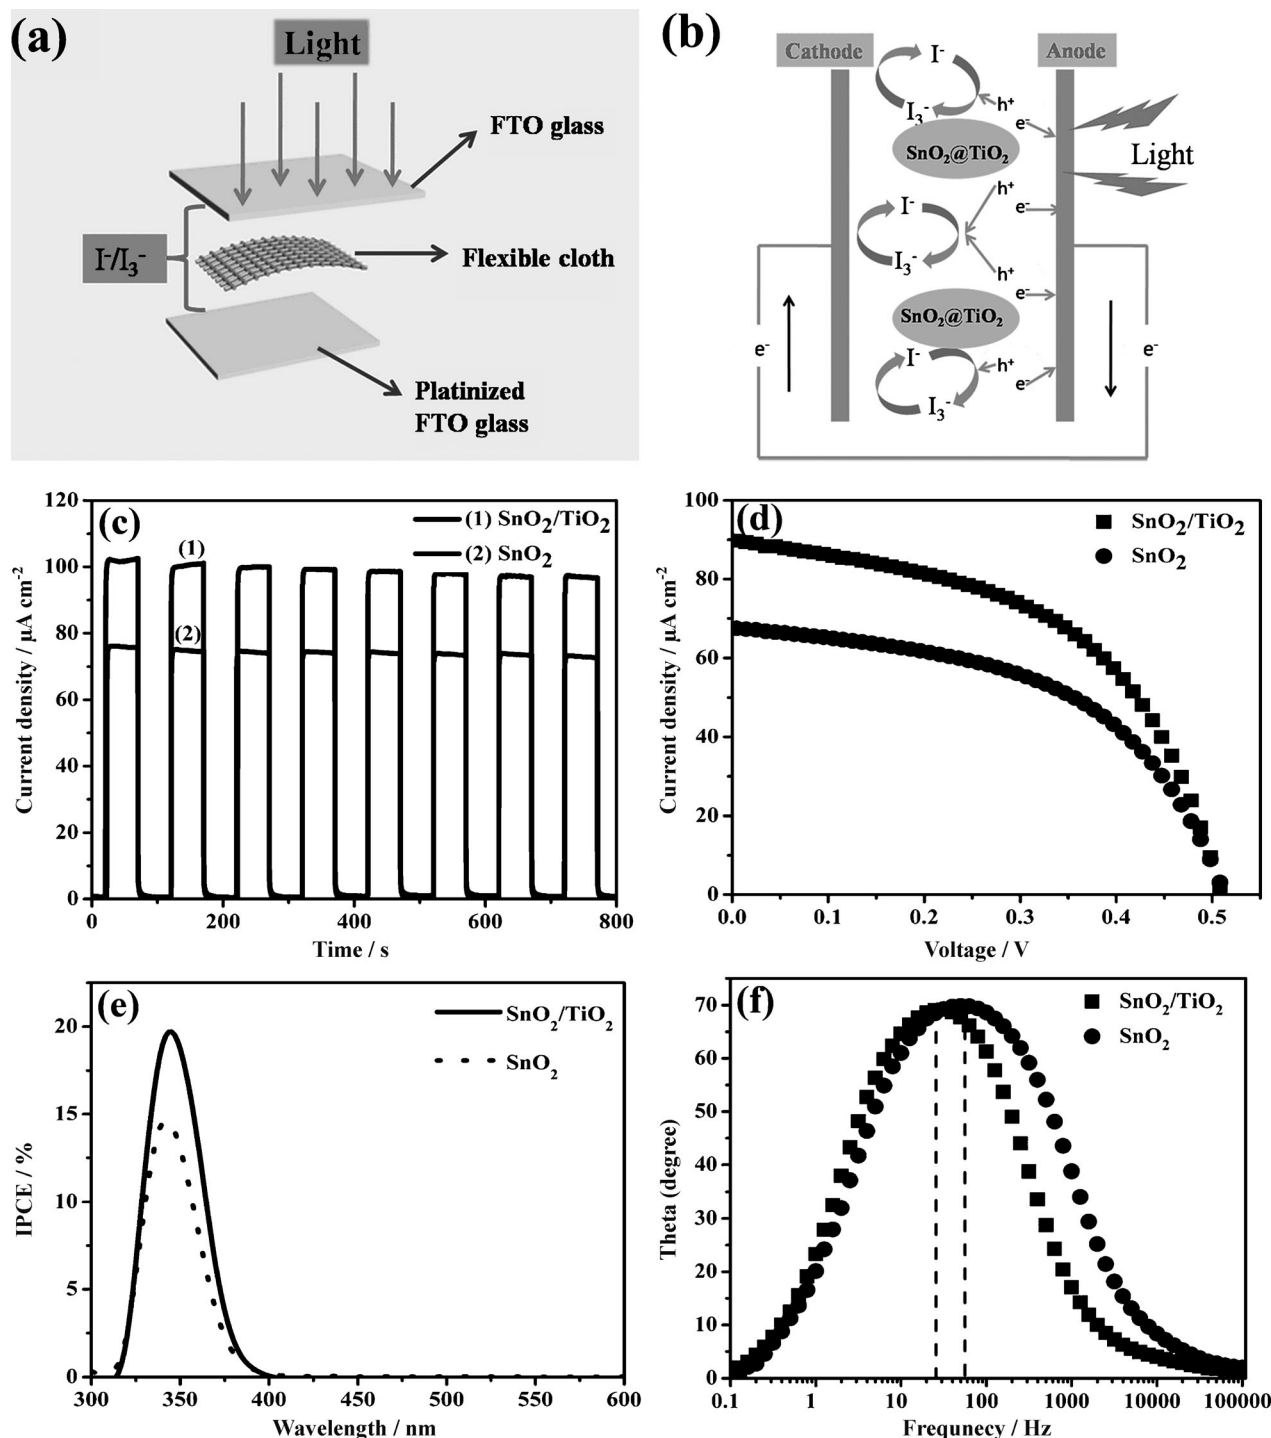 (a)
Light
FTO glass
I⁻/I₃⁻
Flexible cloth
Platinized
FTO glass
(b)
Cathode
Anode
I⁻
I₃⁻
h⁺
e⁻
SnO₂@TiO₂
Light
h⁺
e⁻
I⁻
I₃⁻
h⁺
e⁻
SnO₂@TiO₂
I⁻
I₃⁻
h⁺
e⁻
e⁻
e⁻
(c)
(1) SnO₂/TiO₂
(2) SnO₂
(1)
(2)
Current density / μA cm⁻²
120
100
80
60
40
20
0
0 200 400 600 800
Time / s
(d)
SnO₂/TiO₂
SnO₂
Current density / μA cm⁻²
100
80
60
40
20
0
0.0 0.1 0.2 0.3 0.4 0.5
Voltage / V
(e)
SnO₂/TiO₂
SnO₂
IPCE / %
20
15
10
5
0
300 350 400 450 500 550 600
Wavelength / nm
(f)
SnO₂/TiO₂
SnO₂
Theta (degree)
70
60
50
40
30
20
10
0
0.1 1 10 100 1000 10000 100000
Frequnecy / Hz